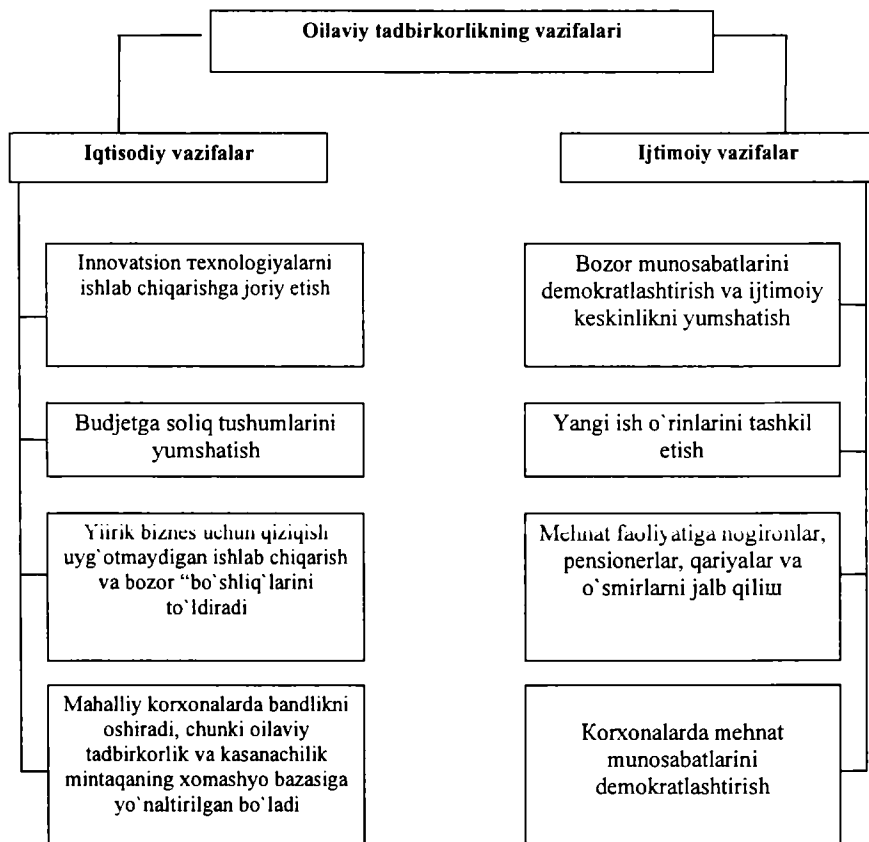 Oilaviy tadbirkorlikning vazifalari
Iqtisodiy vazifalar
Innovatsion тexnologiyalarni
ishlab chiqarishga joriy etish
Budjetga soliq tushumlarini
yumshatish
Yirik biznes uchun qiziqish
uyg`otmaydigan ishlab chiqarish
va bozor “bo`shliq`larini
to`ldiradi
Mahalliy korxonalarda bandlikni
oshiradi, chunki oilaviy
tadbirkorlik va kasanachilik
mintaqaning xomashyo bazasiga
yo`naltirilgan bo`ladi
Ijtimoiy vazifalar
Bozor munosabatlarini
demokratlashtirish va ijtimoiy
keskinlikni yumshatish
Yangi ish o`rinlarini tashkil
etish
Mehnat faoliyatiga nogironlar,
pensionerlar, qariyalar va
o`smirlarni jalb qiliш
Korxonalarda mehnat
munosabatlarini
demokratlashtirish